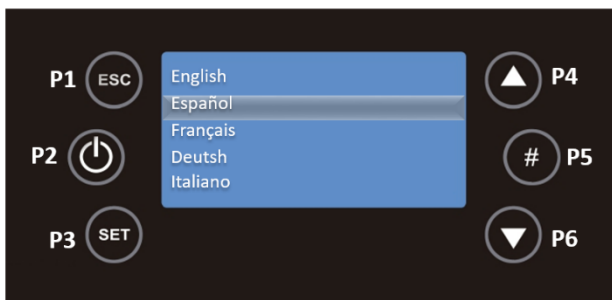 P1 ESC
P2
P3 SET
English
Español
Français
Deutsh
Italiano
P4
# P5
P6